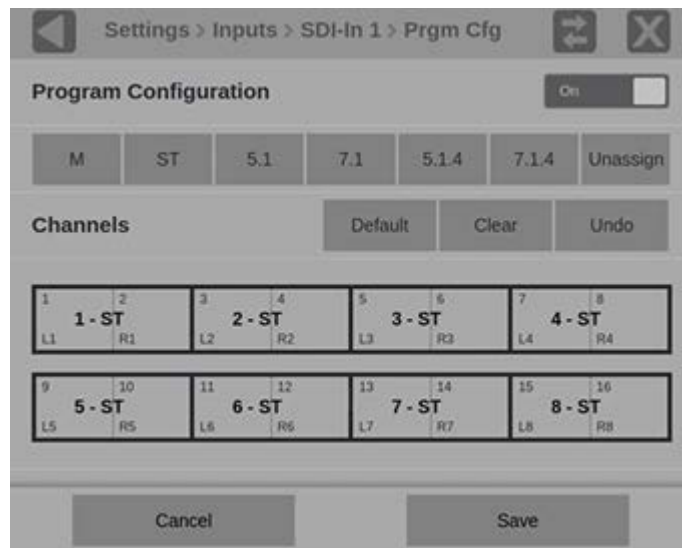 Settings > Inputs > SDI-In 1 > Prgm Cfg
Program Configuration On
M ST 5.1 7.1 5.1.4 7.1.4 Unassign
Channels Default Clear Undo
1 2 3 4 5 6 7 8
1 - ST 2 - ST 3 - ST 4 - ST
L1 R1 L2 R2 L3 R3 L4 R4
9 10 11 12 13 14 15 16
5 - ST 6 - ST 7 - ST 8 - ST
L5 R5 L6 R6 L7 R7 L8 R8
Cancel Save